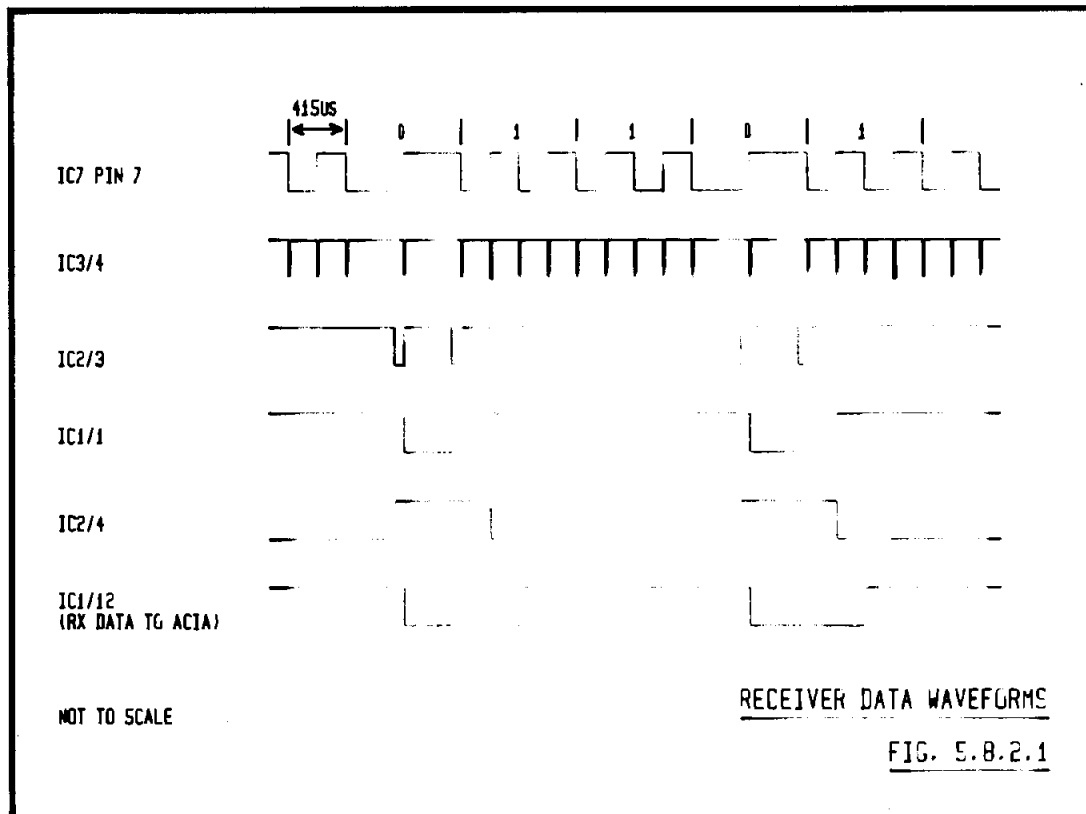 415US
0 1 1 0 1
IC7 PIN 7
IC3/4
IC2/3
IC1/1
IC2/4
IC1/12
(RX DATA TO ACIA)
NOT TO SCALE
RECEIVER DATA WAVEFORMS
FIG. 5.8.2.1